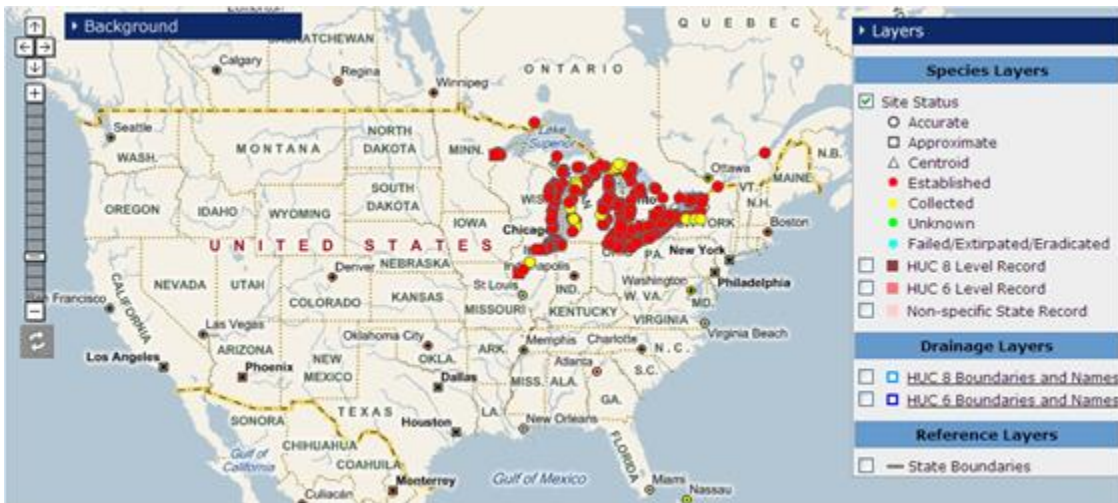 Background
Layers
Species Layers
Site Status
Accurate
Approximate
Centroid
Established
Collected
Unknown
Failed/Extirpated/Eradicated
HUC 8 Level Record
HUC 6 Level Record
Non-specific State Record
Drainage Layers
HUC 8 Boundaries and Names
HUC 6 Boundaries and Names
Reference Layers
State Boundaries
QUEBEC
SASKATCHEWAN
Calgary
Regina
Winnipeg
ONTARIO
Seattle
WASH.
MONTANA
NORTH DAKOTA
MINN.
Lake Superior
Ottawa
N.B.
MAINE
VT.
N.H.
OREGON
IDAHO
WYOMING
SOUTH DAKOTA
IOWA
Chicago
Boston
UNITED STATES
NEBRASKA
PA.
New York
Philadelphia
NEVADA
UTAH
Denver
COLORADO
KANSAS
St Louis
MISSOURI
IND.
Washington
MD.
W. VA.
KENTUCKY
VIRGINIA
Virginia Beach
San Francisco
CALIFORNIA
Las Vegas
Los Angeles
ARIZONA
Phoenix
NEW MEXICO
Oklahoma City
OKLA.
ARK.
Memphis
Charlotte
N.C.
Atlanta
S.C.
Dallas
MISS.
ALA.
GA.
TEXAS
LA.
Houston
New Orleans
FLORIDA
SONORA
CHIHUAHUA
COAHUILA
Gulf of California
Monterrey
Gulf of Mexico
Miami
Nassau
Culiacán